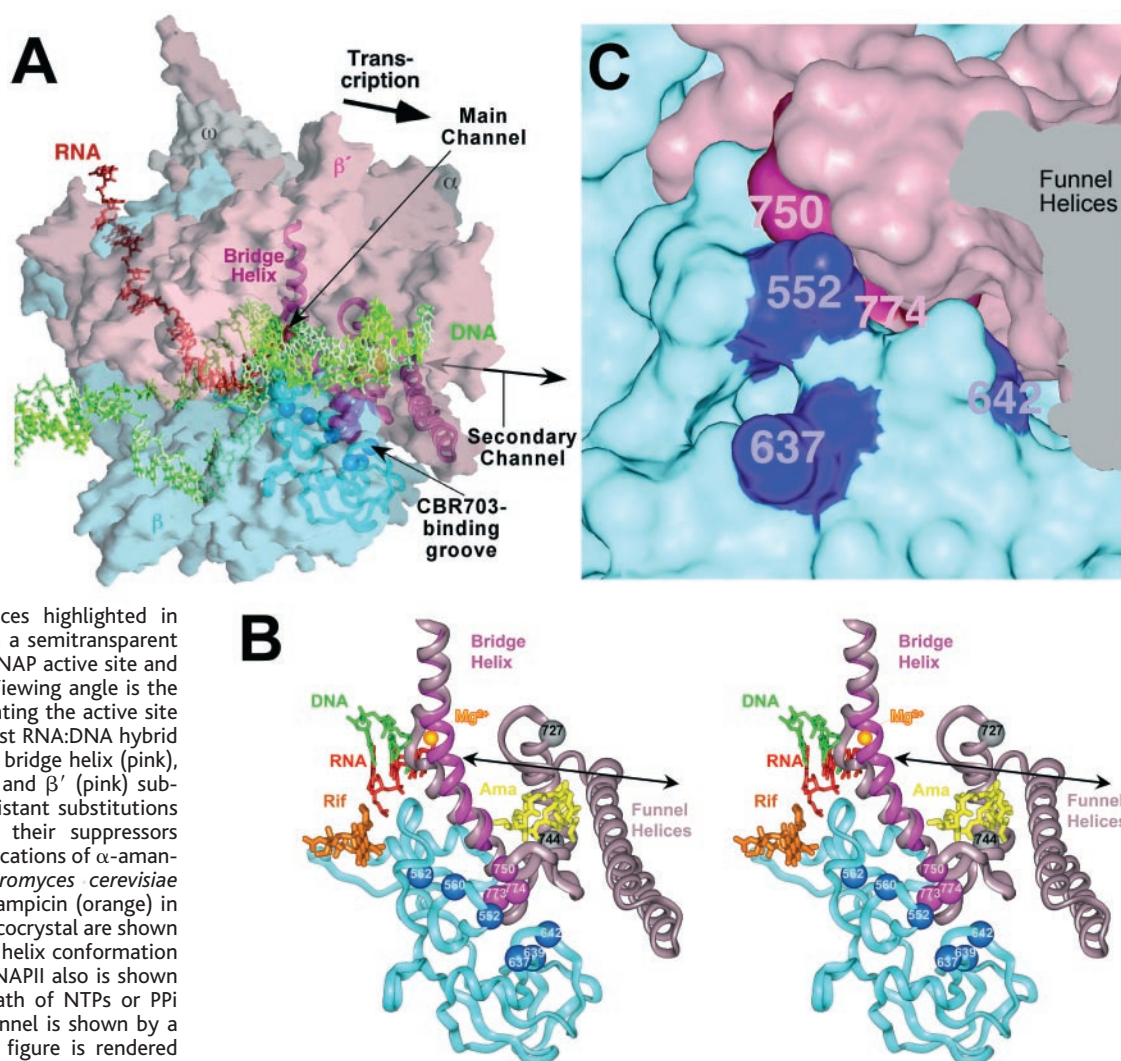 A
Trans-
cription
Main
Channel
ω
RNA
β´
α
Bridge
Helix
DNA
Secondary
Channel
β
CBR703-
binding
groove
C
Funnel
Helices
750
552
774
642
637
ces highlighted in
a semitransparent
NAP active site and
Viewing angle is the
ating the active site
st RNA:DNA hybrid
bridge helix (pink),
and β′ (pink) sub-
istant substitutions
their suppressors
cations of α-aman-
romyces cerevisiae
ampicin (orange) in
cocrystal are shown
helix conformation
NAPII also is shown
ath of NTPs or PPi
nnel is shown by a
figure is rendered
B
Bridge
Helix
DNA
Mg²⁺
727
RNA
Ama
Rif
Funnel
Helices
744
750
562
560
773
774
552
642
639
637
Bridge
Helix
DNA
Mg²⁺
727
RNA
Ama
Rif
Funnel
Helices
744
750
562
560
773
774
552
642
639
637